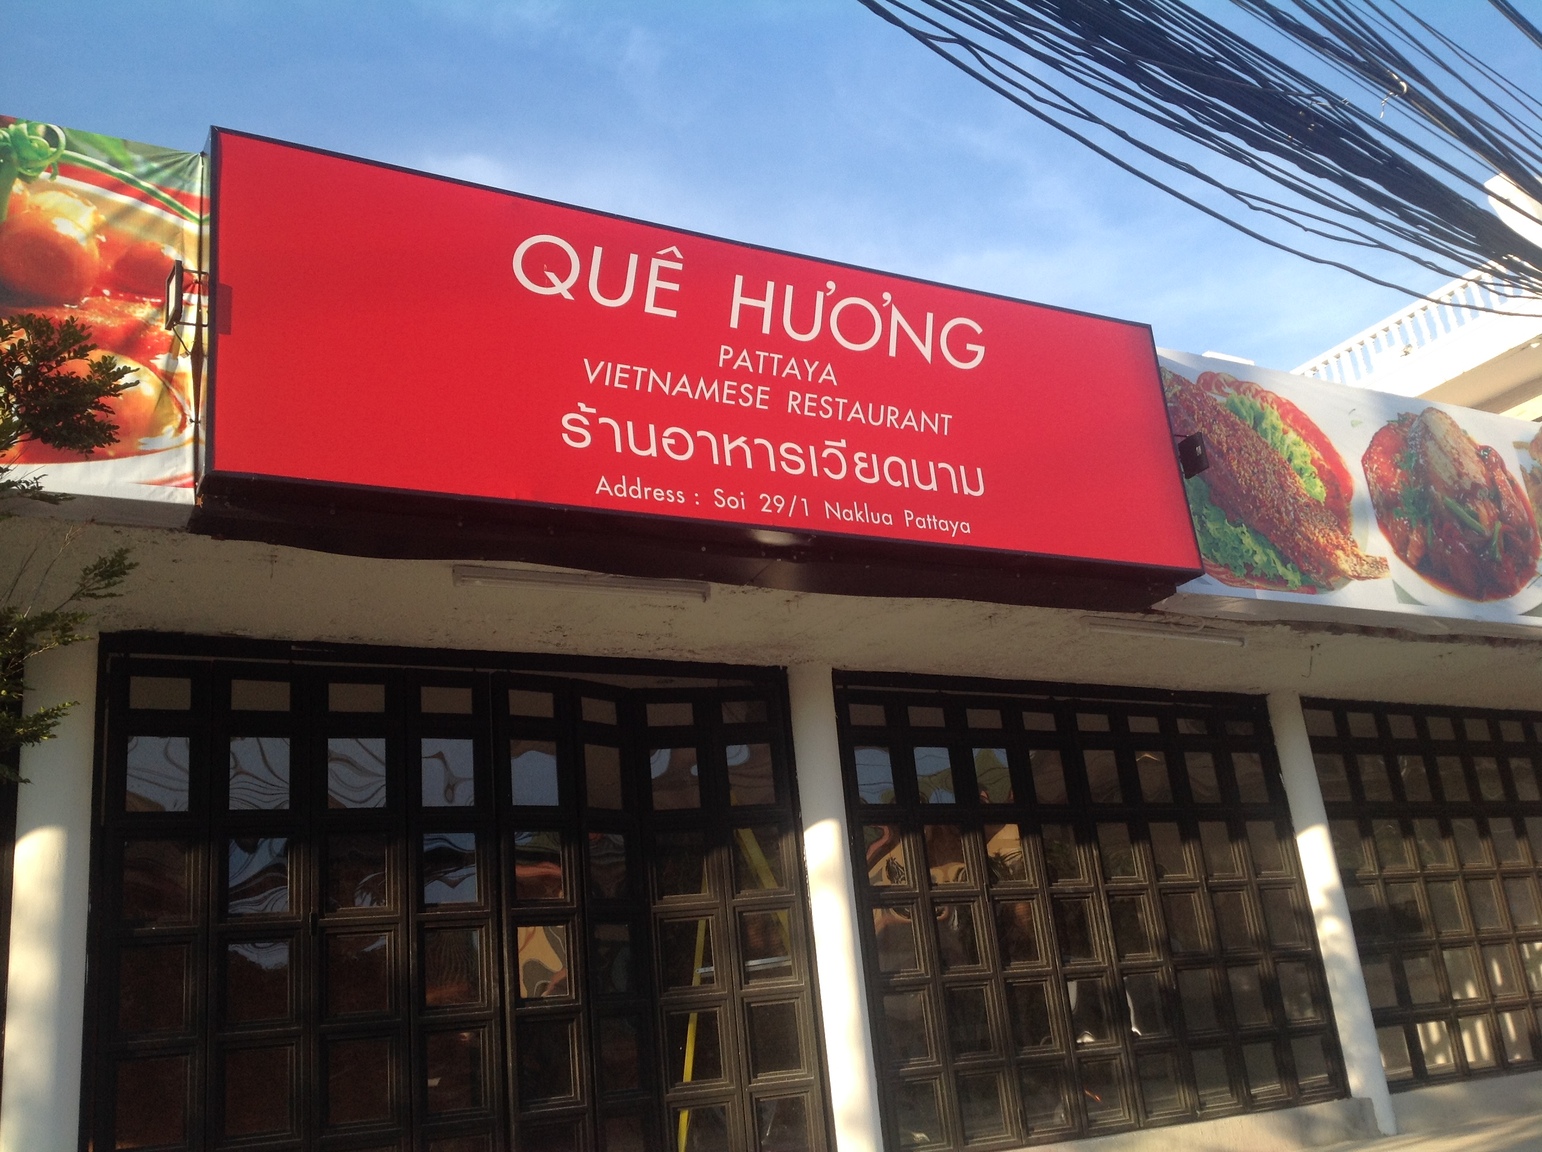 QUÊ HƯƠNG
PATTAYA
VIETNAMESE RESTAURANT
ร้านอาหารเวียดนาม
Address : Soi 29/1 Naklua Pattaya